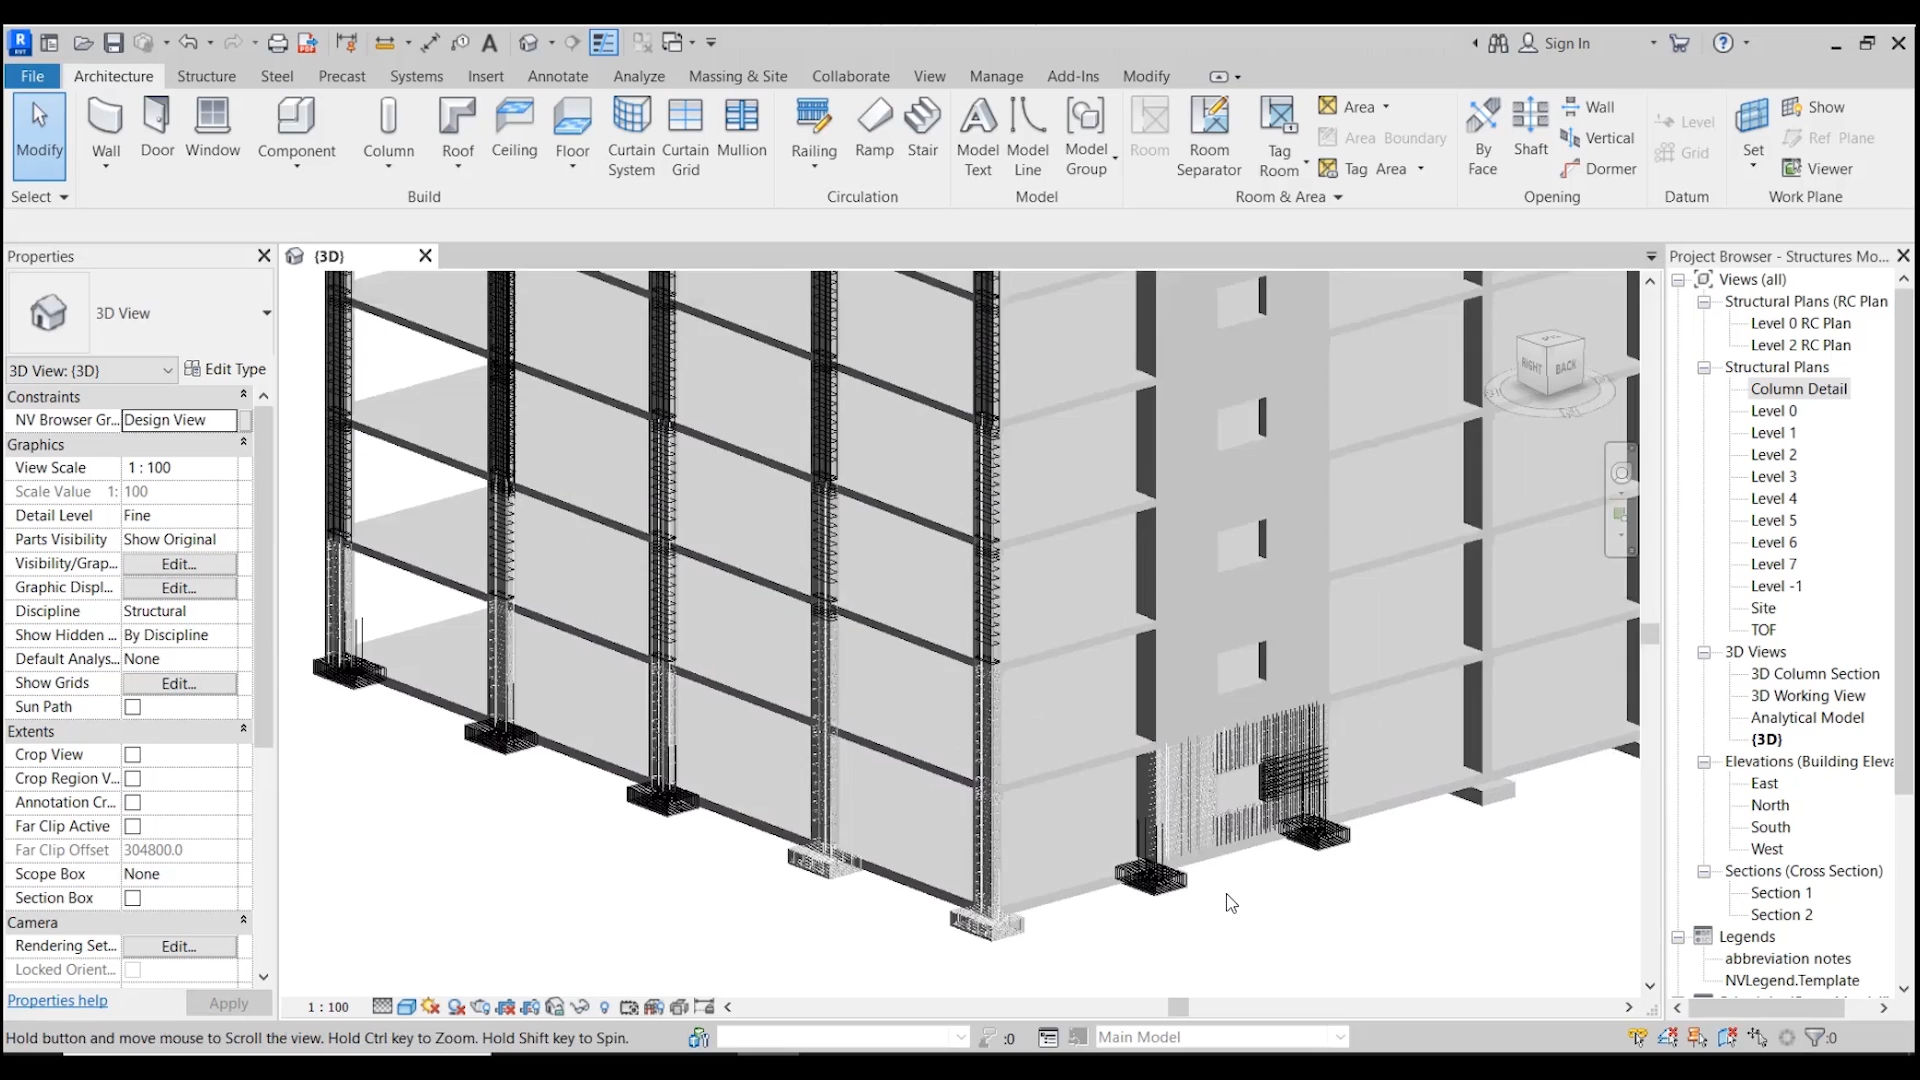 Sign In
File Architecture Structure Steel Precast Systems Insert Annotate Analyze Massing & Site Collaborate View Manage Add-Ins Modify
Modify
Wall
Door
Window
Component
Column
Roof
Ceiling
Floor
Curtain System
Curtain Grid
Mullion
Railing
Ramp
Stair
Model Text
Model Line
Model Group
Room
Room Separator
Tag Room
Area
Area Boundary
Tag Area
By Face
Shaft
Wall
Vertical
Dormer
Level
Grid
Set
Show
Ref Plane
Viewer
Select Build Circulation Model Room & Area Opening Datum Work Plane
Properties
3D View
3D View: {3D} Edit Type
Constraints
NV Browser Gr... Design View
Graphics
View Scale 1 : 100
Scale Value 1: 100
Detail Level Fine
Parts Visibility Show Original
Visibility/Grap... Edit...
Graphic Displ... Edit...
Discipline Structural
Show Hidden ... By Discipline
Default Analys... None
Show Grids Edit...
Sun Path
Extents
Crop View
Crop Region V...
Annotation Cr...
Far Clip Active
Far Clip Offset 304800.0
Scope Box None
Section Box
Camera
Rendering Set... Edit...
Locked Orient...
Properties help Apply
{3D}
RIGHT BACK
Project Browser - Structures Mo...
Views (all)
Structural Plans (RC Plan
Level 0 RC Plan
Level 2 RC Plan
Structural Plans
Column Detail
Level 0
Level 1
Level 2
Level 3
Level 4
Level 5
Level 6
Level 7
Level -1
Site
TOF
3D Views
3D Column Section
3D Working View
Analytical Model
{3D}
Elevations (Building Eleva
East
North
South
West
Sections (Cross Section)
Section 1
Section 2
Legends
abbreviation notes
NVLegend.Template
1 : 100
Hold button and move mouse to Scroll the view. Hold Ctrl key to Zoom. Hold Shift key to Spin. :0 Main Model :0